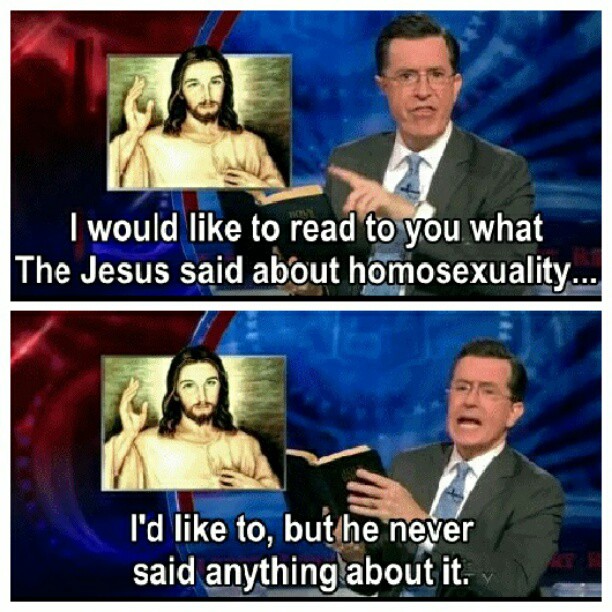 I would like to read to you what
The Jesus said about homosexuality...
I'd like to, but he never
said anything about it.